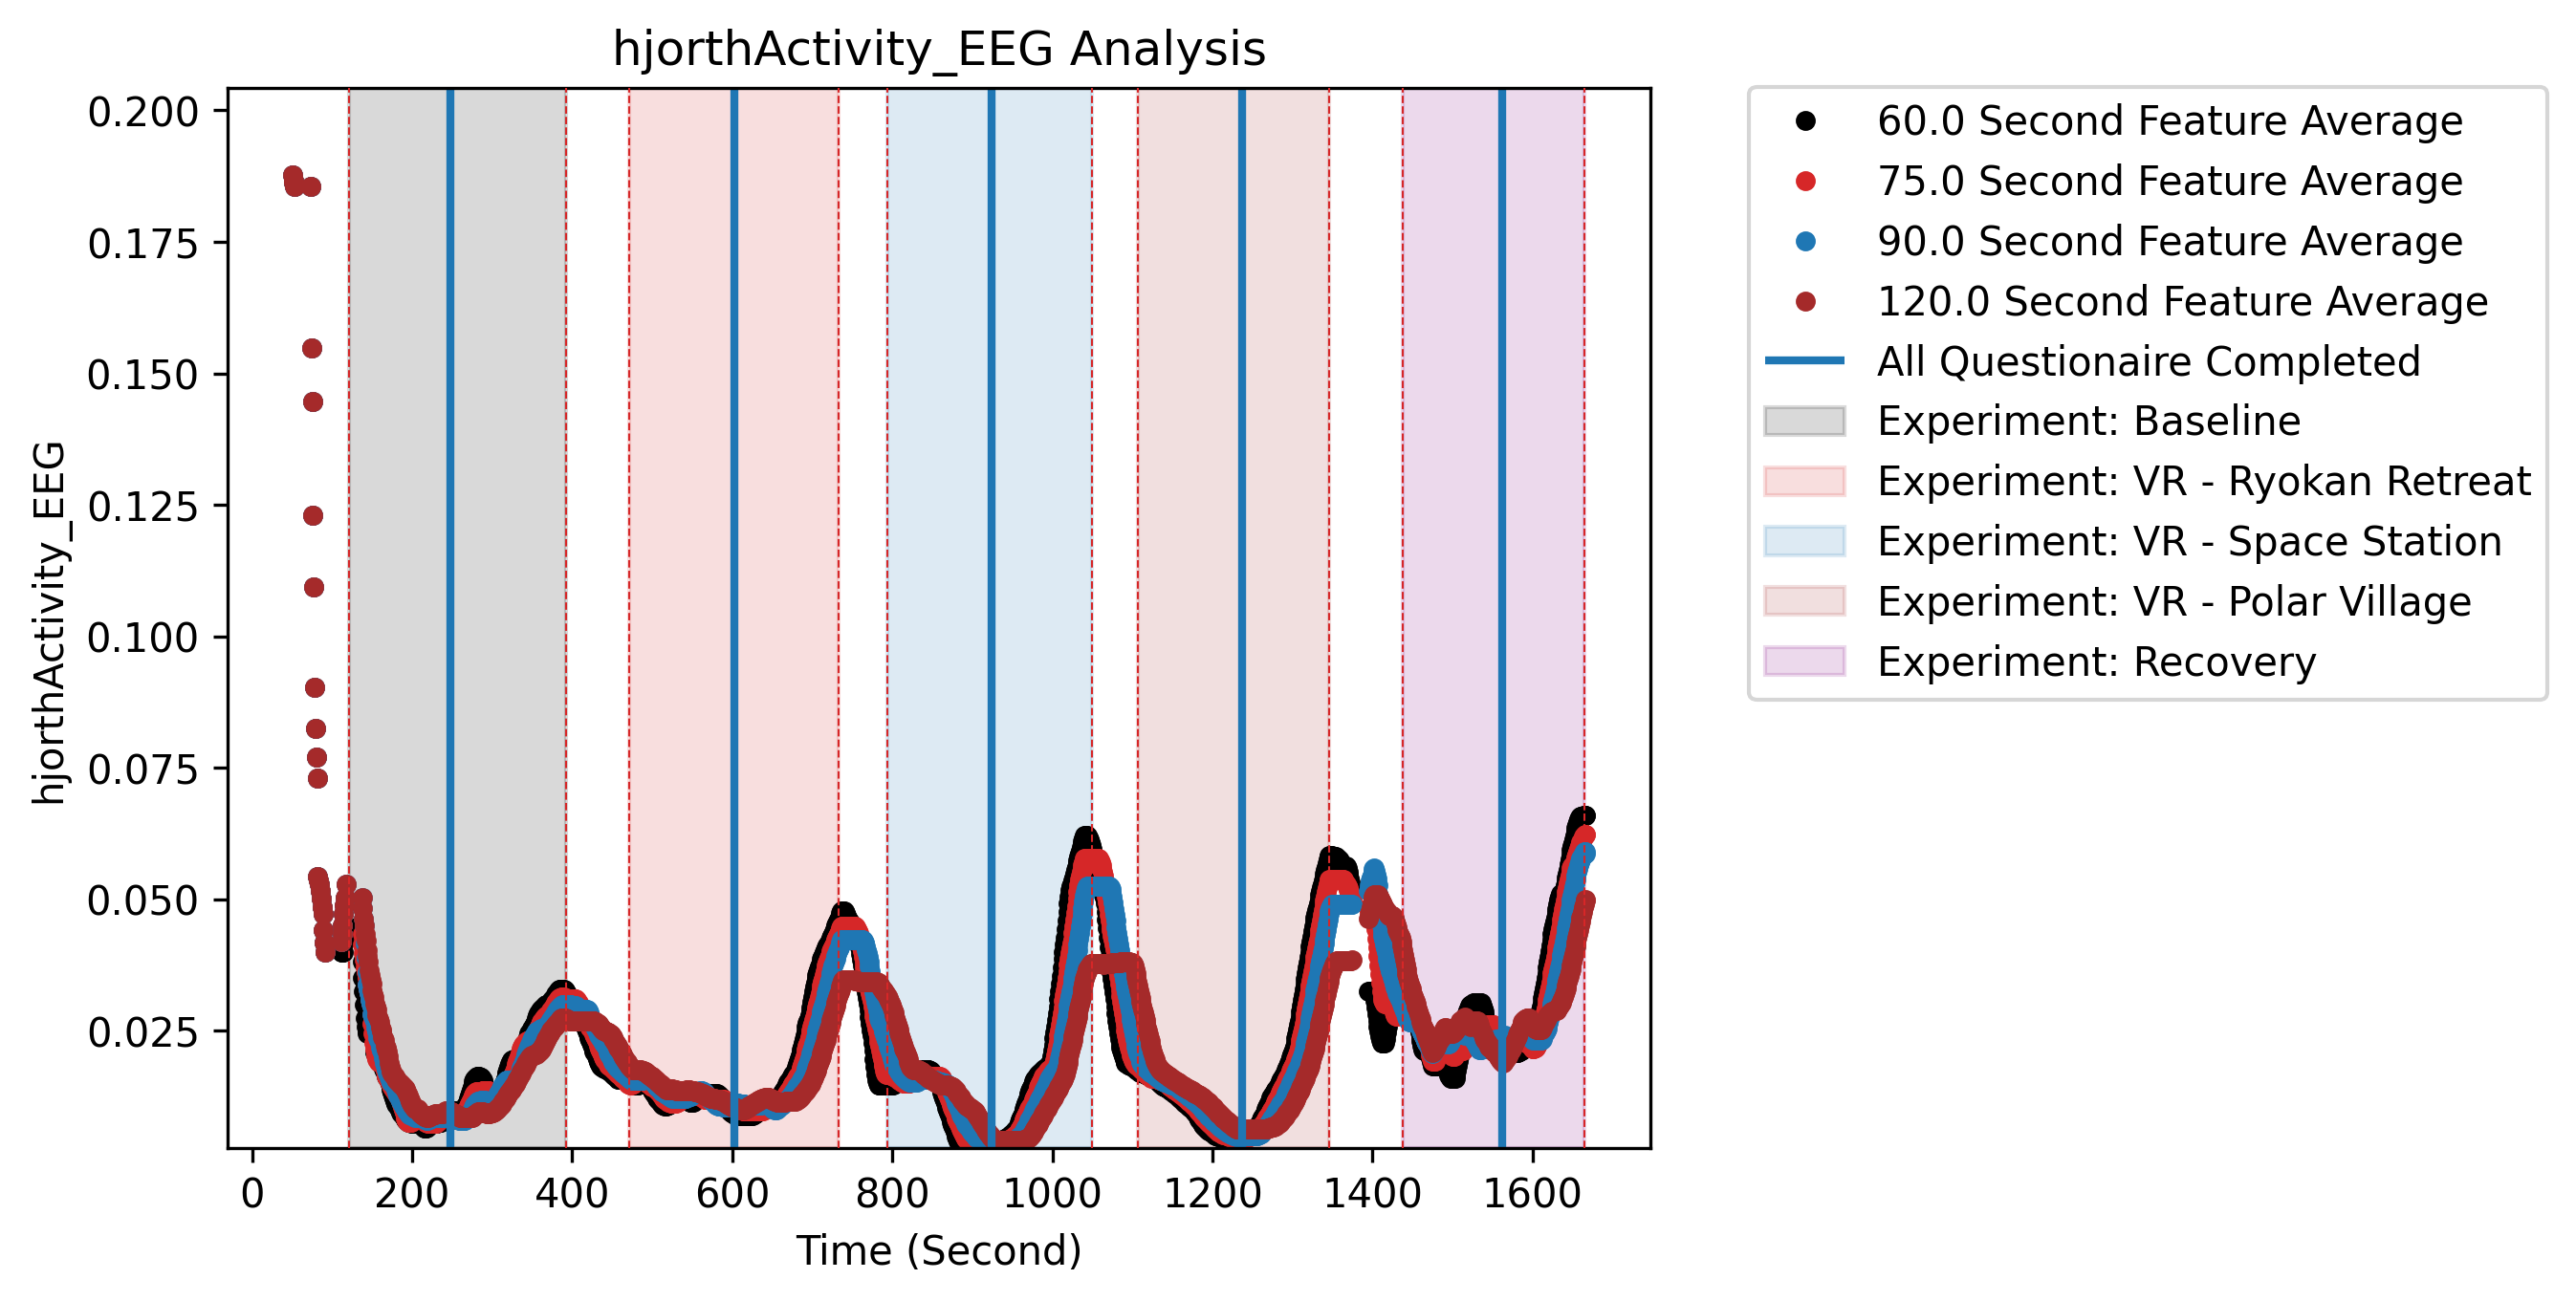 hjorthActivity_EEG Analysis
hjorthActivity_EEG
0.200
0.175
0.150
0.125
0.100
0.075
0.050
0.025
0 200 400 600 800 1000 1200 1400 1600
Time (Second)
60.0 Second Feature Average
75.0 Second Feature Average
90.0 Second Feature Average
120.0 Second Feature Average
All Questionaire Completed
Experiment: Baseline
Experiment: VR - Ryokan Retreat
Experiment: VR - Space Station
Experiment: VR - Polar Village
Experiment: Recovery